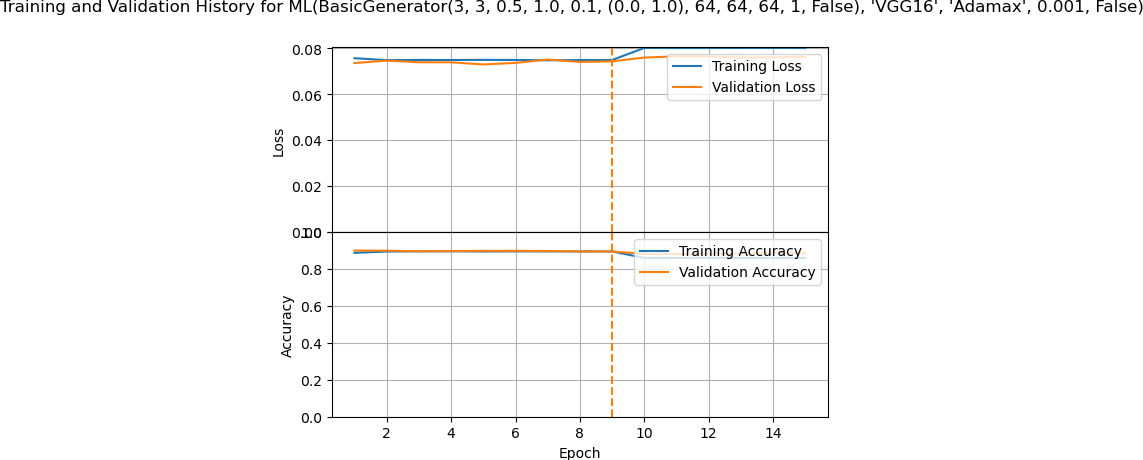 Training and Validation History for ML(BasicGenerator(3, 3, 0.5, 1.0, 0.1, (0.0, 1.0), 64, 64, 64, 1, False), 'VGG16', 'Adamax', 0.001, False)
0.08
0.06
0.04
0.02
0.00
Loss
Training Loss
Validation Loss
1.0
0.8
0.6
0.4
0.2
0.0
Accuracy
Training Accuracy
Validation Accuracy
2 4 6 8 10 12 14
Epoch